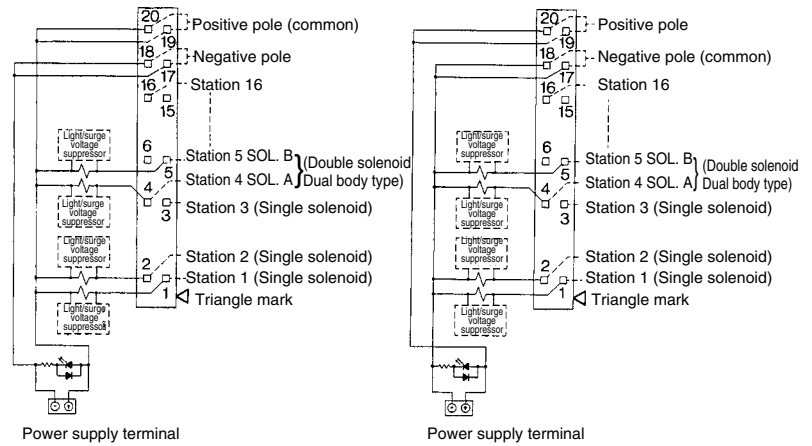 20
Positive pole (common)
19
18
Negative pole
17
16
Station 16
15
Light/surge
voltage
suppressor
6
Station 5 SOL. B
5
(Double solenoid
4
Station 4 SOL. A
Dual body type)
Light/surge
voltage
suppressor
3
Station 3 (Single solenoid)
Light/surge
voltage
suppressor
Station 2 (Single solenoid)
2
Station 1 (Single solenoid)
1
Triangle mark
Light/surge
voltage
suppressor
Power supply terminal
20
Positive pole
19
18
Negative pole (common)
17
16
Station 16
15
Light/surge
voltage
suppressor
6
Station 5 SOL. B
5
(Double solenoid
4
Station 4 SOL. A
Dual body type)
Light/surge
voltage
suppressor
3
Station 3 (Single solenoid)
Light/surge
voltage
suppressor
Station 2 (Single solenoid)
2
Station 1 (Single solenoid)
1
Triangle mark
Light/surge
voltage
suppressor
Power supply terminal